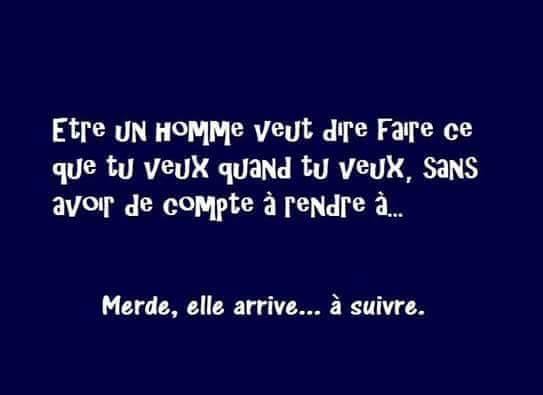 Etre un homme veut dire faire ce
que tu veux quand tu veux, sans
avoir de compte à rendre à...
Merde, elle arrive... à suivre.